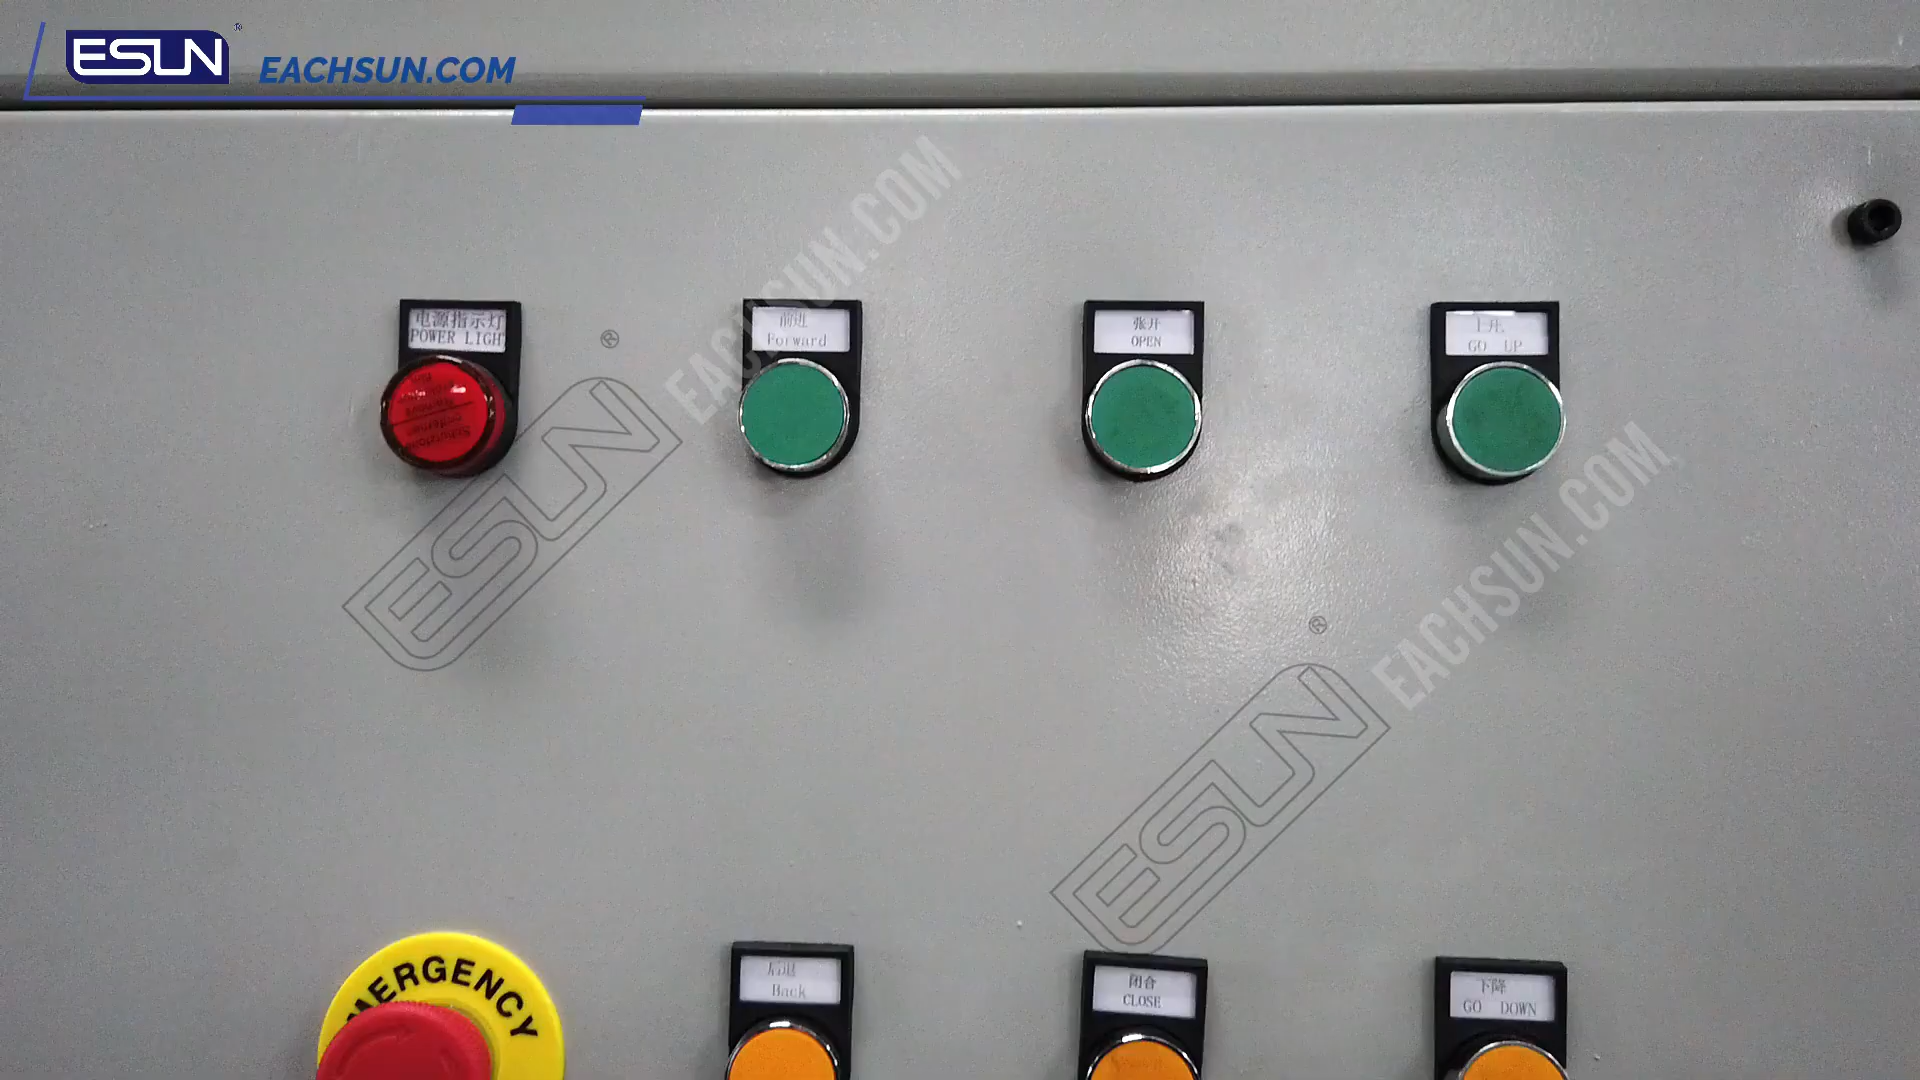 ESUN®
EACHSUN.COM
电源指示灯
POWER LIGH
前进
Forward
张开
OPEN
上升
GO UP
ESUN®
EACHSUN.COM
ESUN®
EACHSUN.COM
EMERGENCY
后退
Back
闭合
CLOSE
下降
GO DOWN